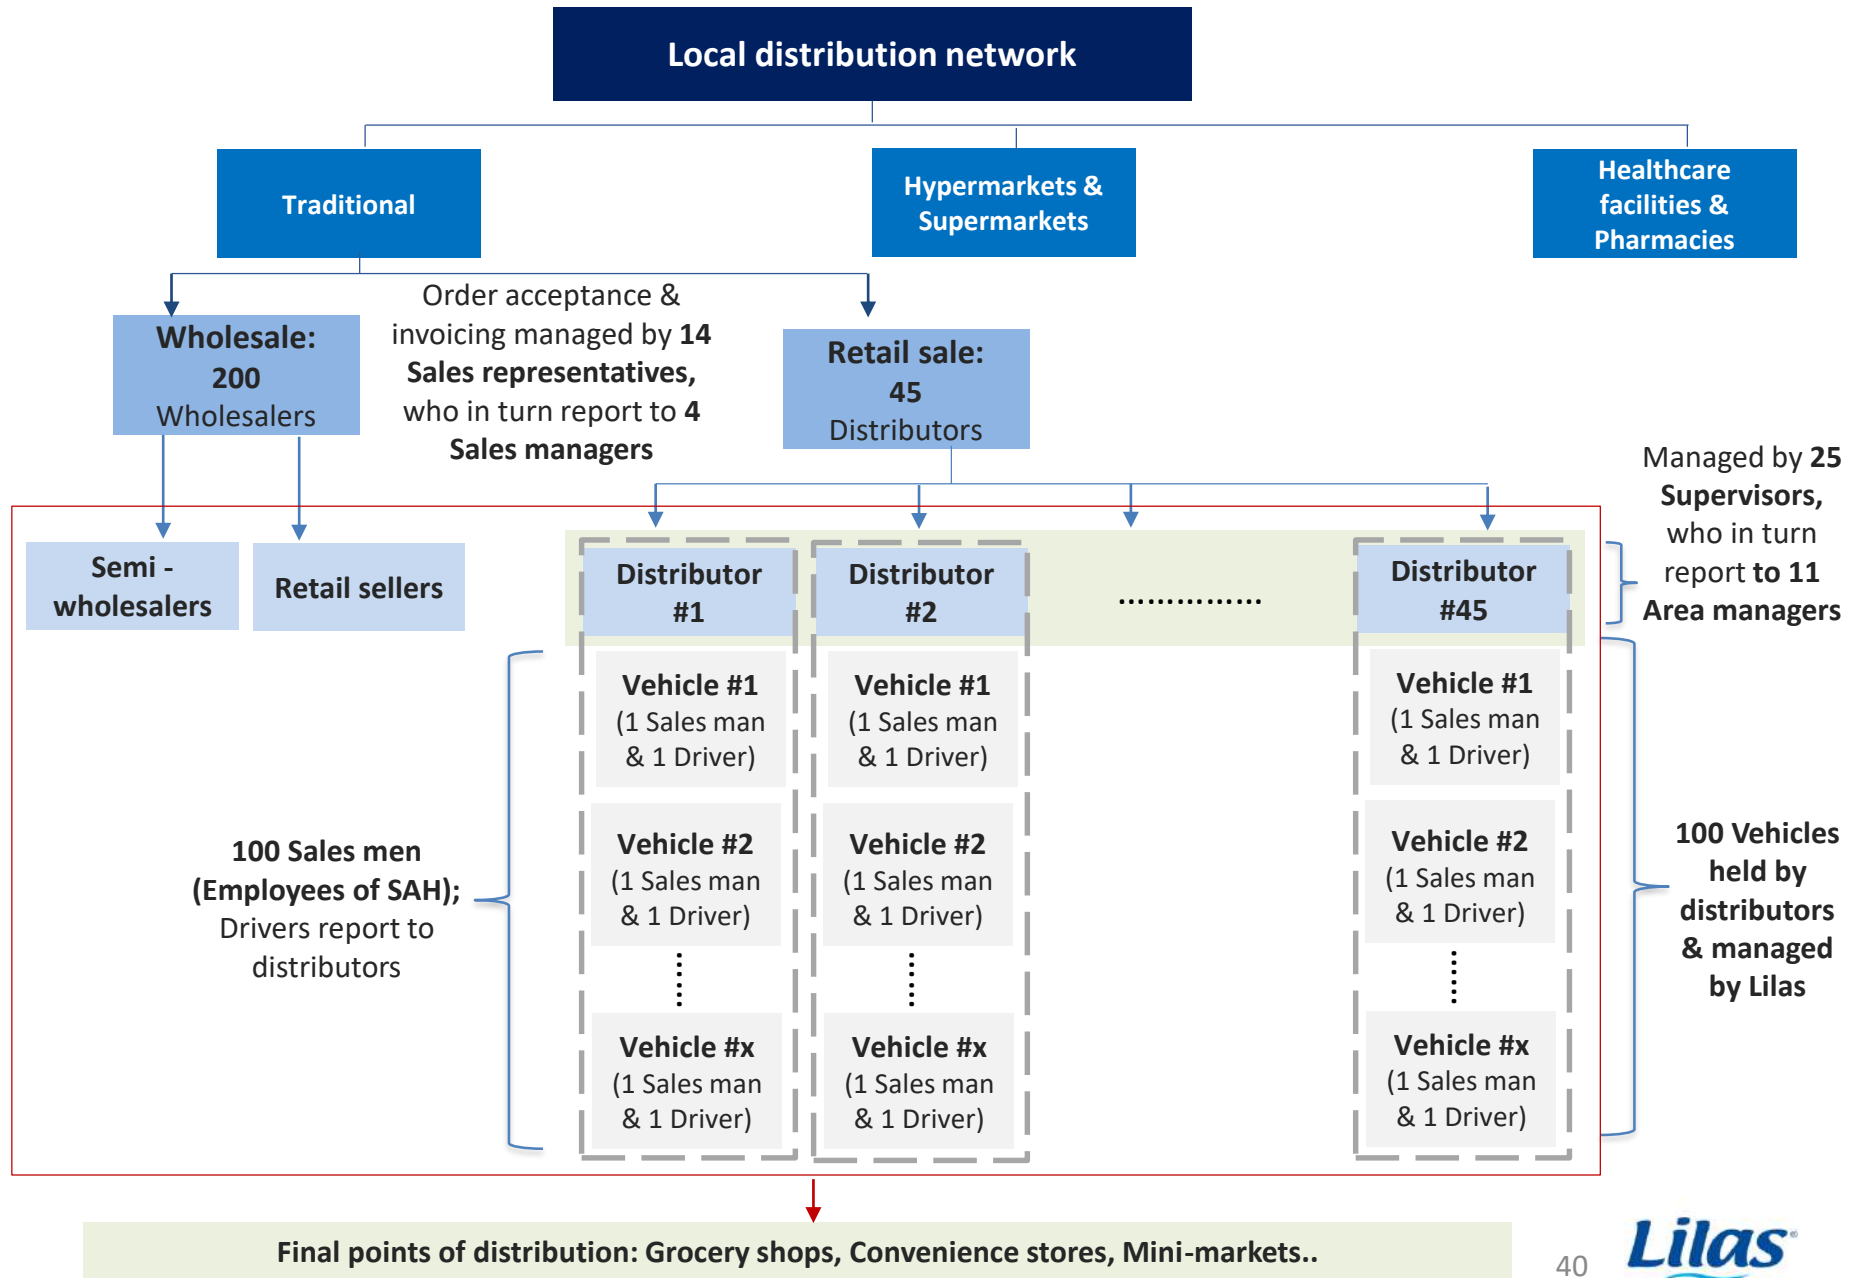 Local distribution network
Traditional
Hypermarkets &
Supermarkets
Healthcare
facilities &
Pharmacies
Wholesale:
200
Wholesalers
Order acceptance &
invoicing managed by 14
Sales representatives,
who in turn report to 4
Sales managers
Retail sale:
45
Distributors
Managed by 25
Supervisors,
who in turn
report to 11
Area managers
Semi -
wholesalers
Retail sellers
Distributor
#1
Distributor
#2
...............
Distributor
#45
Vehicle #1
(1 Sales man
& 1 Driver)
Vehicle #1
(1 Sales man
& 1 Driver)
Vehicle #1
(1 Sales man
& 1 Driver)
100 Sales men
(Employees of SAH);
Drivers report to
distributors
Vehicle #2
(1 Sales man
& 1 Driver)
Vehicle #2
(1 Sales man
& 1 Driver)
Vehicle #2
(1 Sales man
& 1 Driver)
100 Vehicles
held by
distributors
& managed
by Lilas
Vehicle #x
(1 Sales man
& 1 Driver)
Vehicle #x
(1 Sales man
& 1 Driver)
Vehicle #x
(1 Sales man
& 1 Driver)
Final points of distribution: Grocery shops, Convenience stores, Mini-markets..
40
Lilas